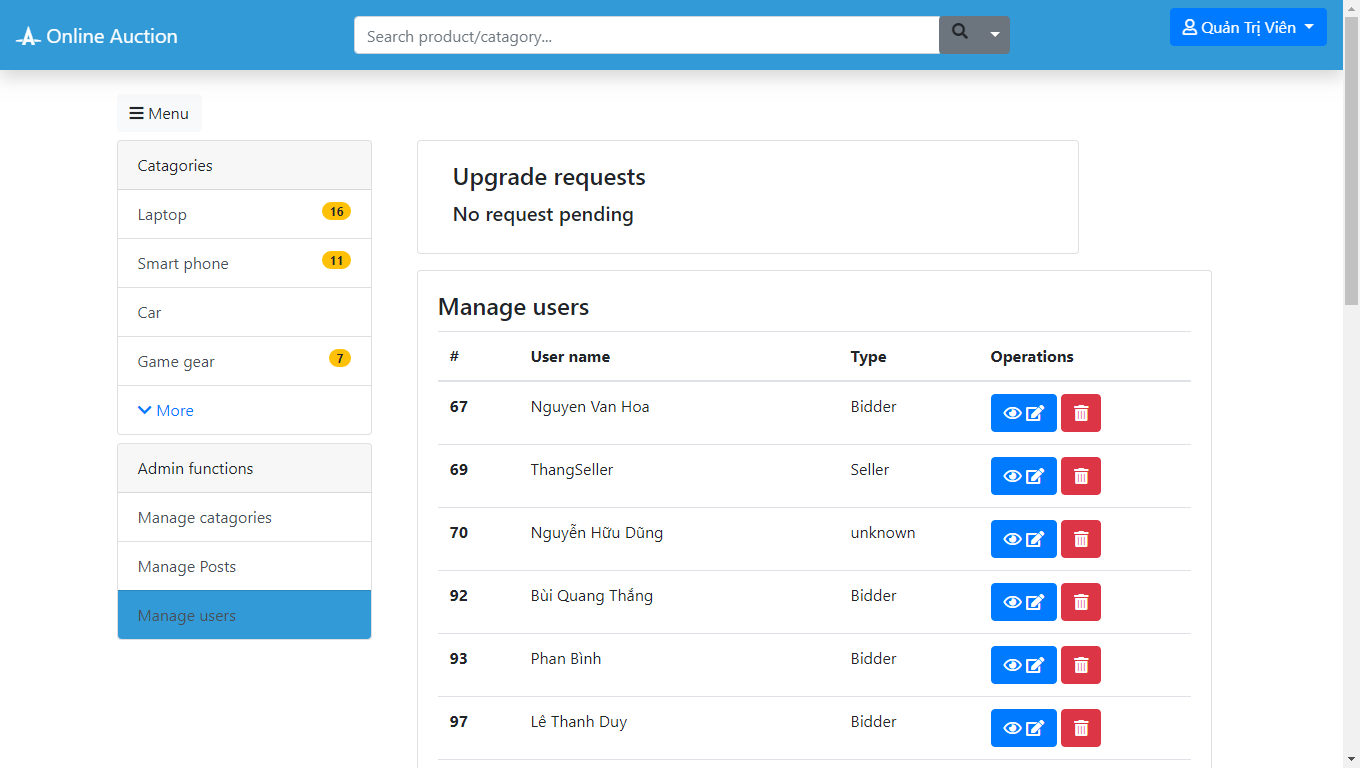 Online Auction
Search product/catagory...
Quản Trị Viên
Menu
Catagories
Laptop 16
Smart phone 11
Car
Game gear 7
More
Admin functions
Manage catagories
Manage Posts
Manage users
Upgrade requests
No request pending
Manage users
# User name Type Operations
67 Nguyen Van Hoa Bidder
69 ThangSeller Seller
70 Nguyễn Hữu Dũng unknown
92 Bùi Quang Thắng Bidder
93 Phan Bình Bidder
97 Lê Thanh Duy Bidder